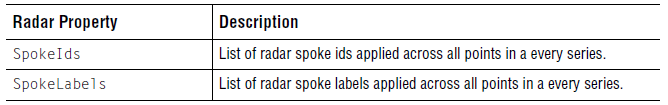 Radar Property Description
SpokeIds List of radar spoke ids applied across all points in a every series.
SpokeLabels List of radar spoke labels applied across all points in a every series.